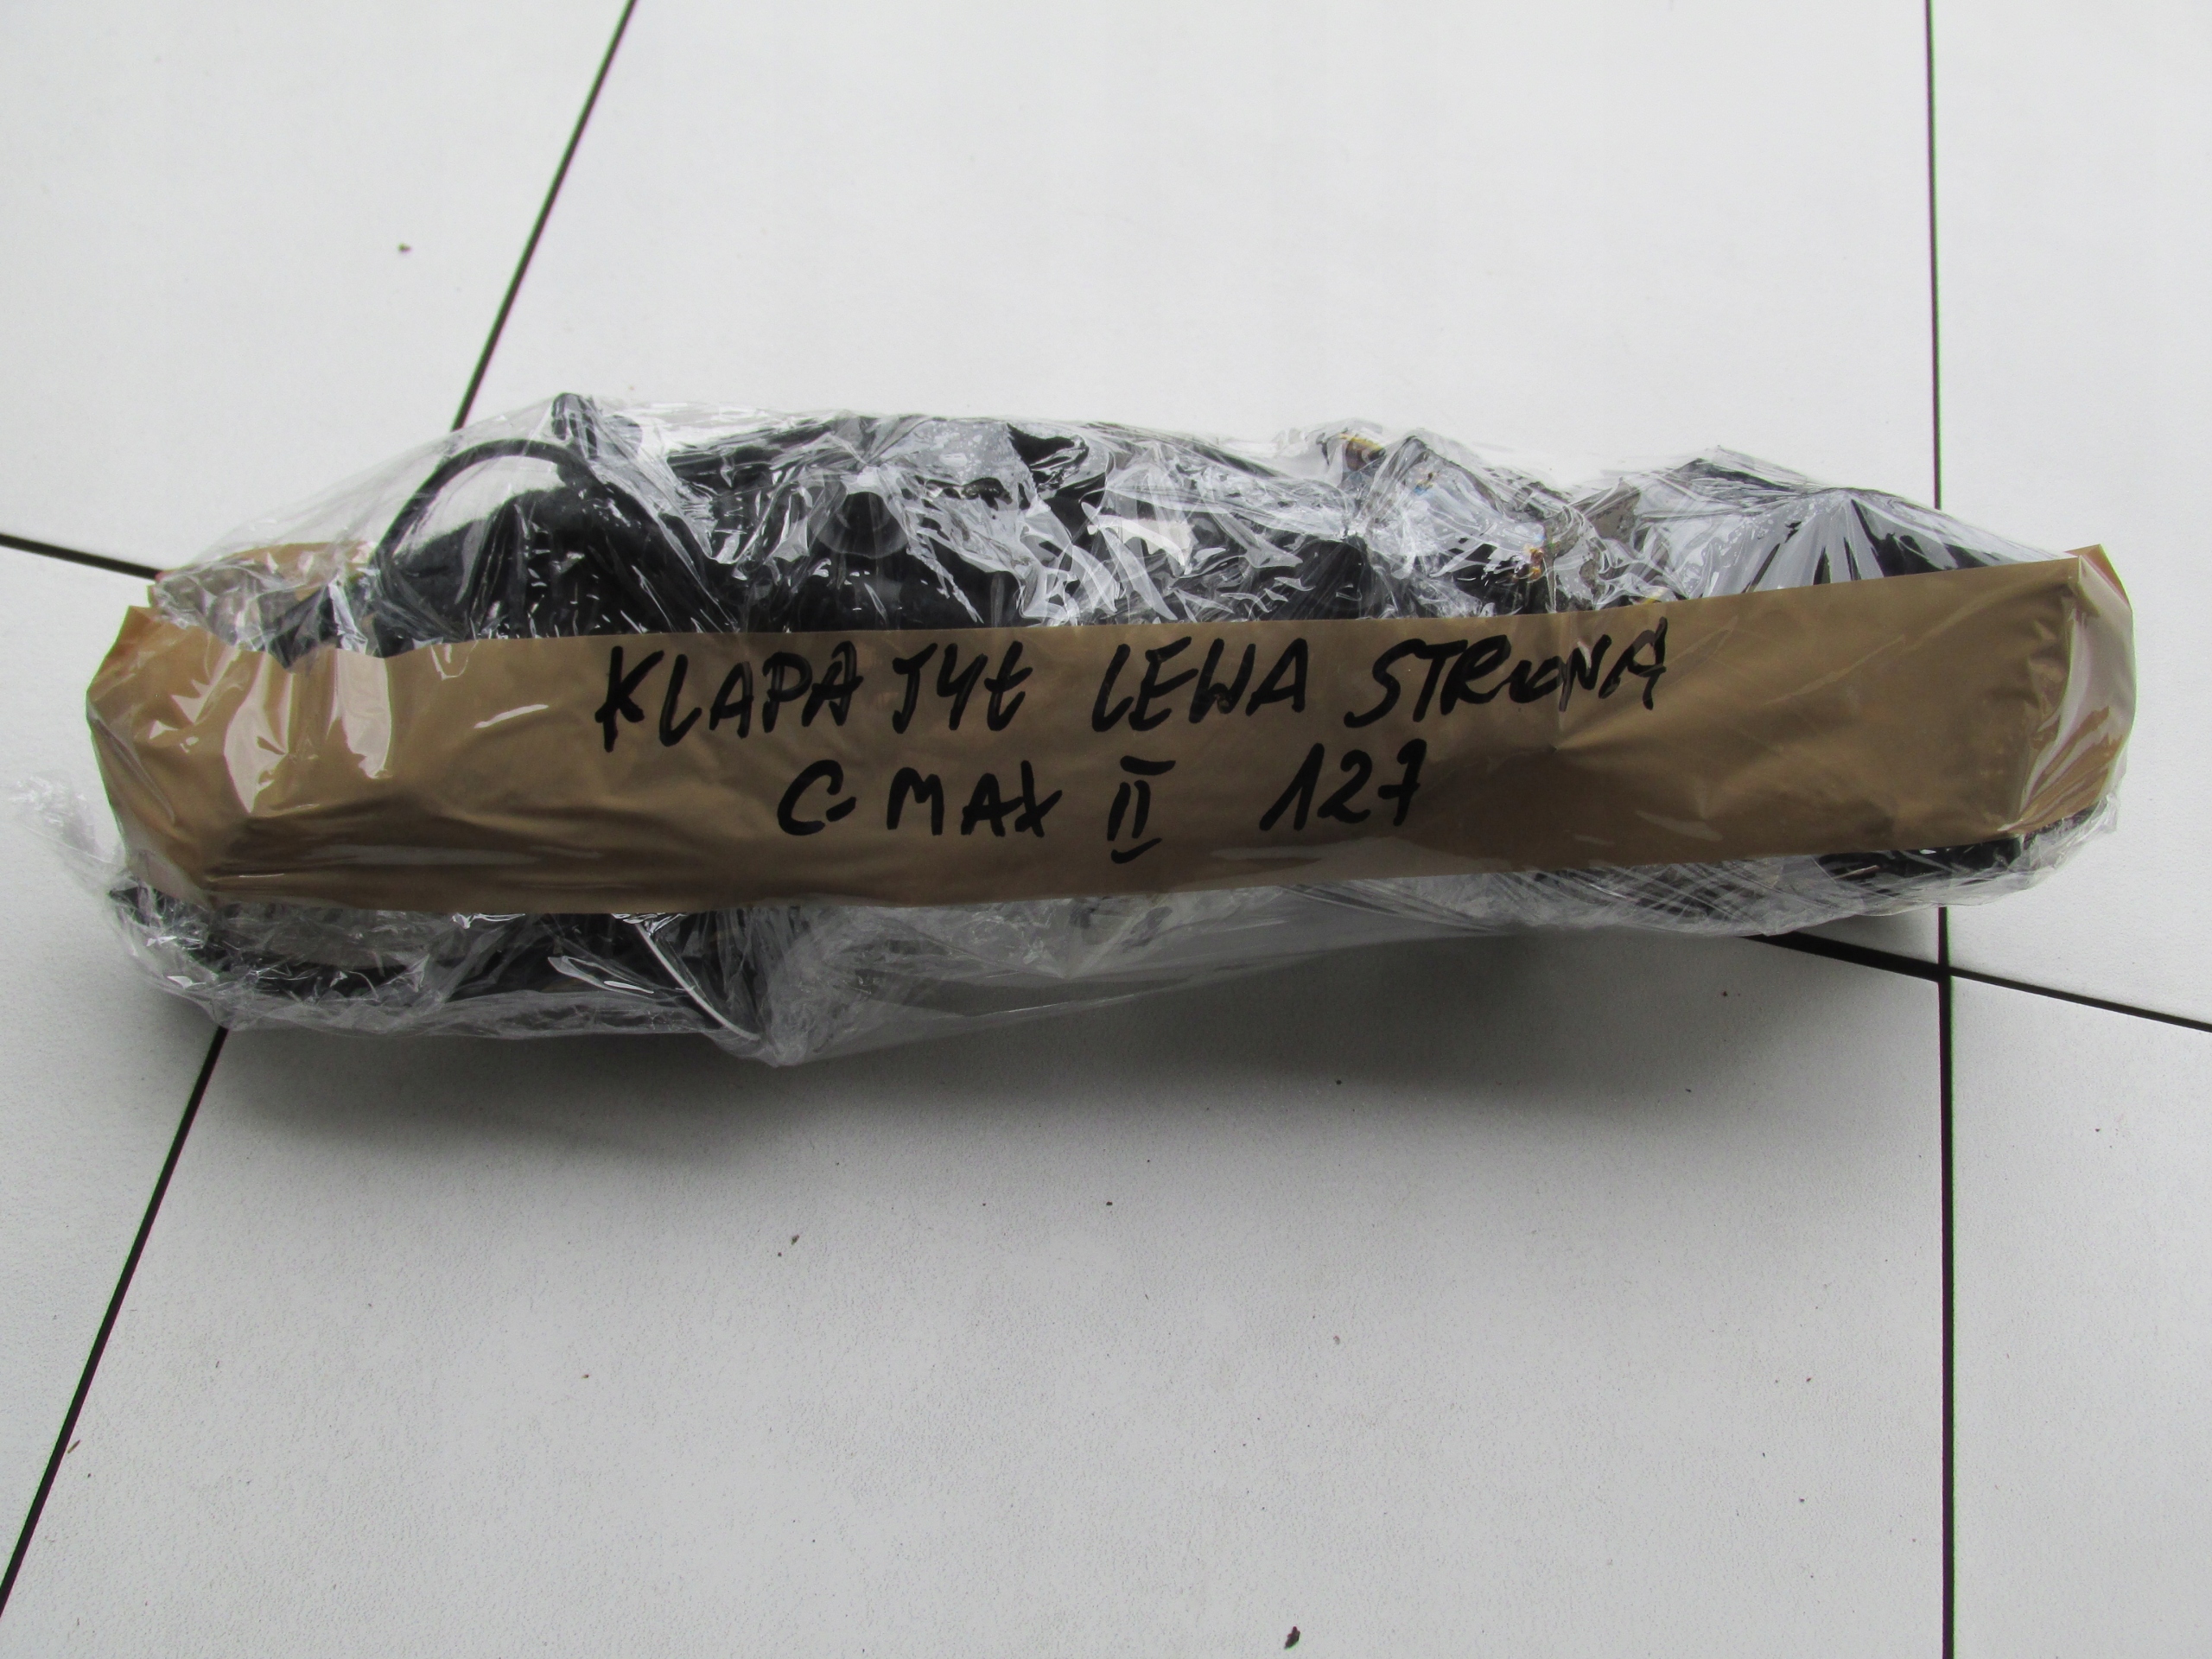 KLAPA TYŁ LEWA STRONA
C-MAX II 127